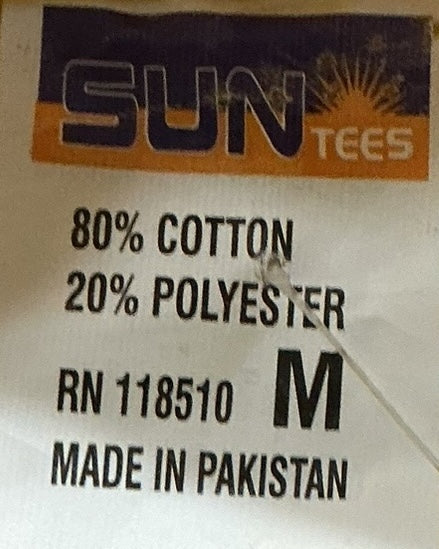 SUN TEES
80% COTTON
20% POLYESTER
RN 118510 M
MADE IN PAKISTAN